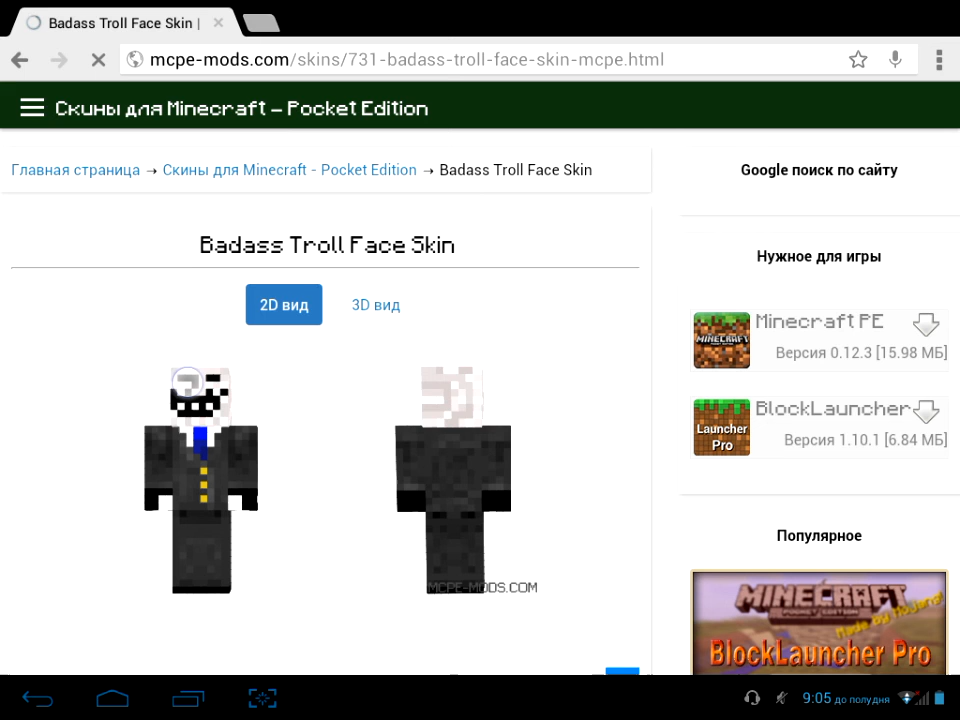 Badass Troll Face Skin |
mcpe-mods.com/skins/731-badass-troll-face-skin-mcpe.html
Скины для Minecraft – Pocket Edition
Главная страница → Скины для Minecraft - Pocket Edition → Badass Troll Face Skin
Badass Troll Face Skin
2D вид
3D вид
MCPE-MODS.COM
Google поиск по сайту
Нужное для игры
MINECRAFT
Minecraft PE
Версия 0.12.3 [15.98 МБ]
Launcher
Pro
BlockLauncher
Версия 1.10.1 [6.84 МБ]
Популярное
MINECRAFT
POCKET EDITION
Made by Mojang!
BlockLauncher Pro
9:05 до полудня